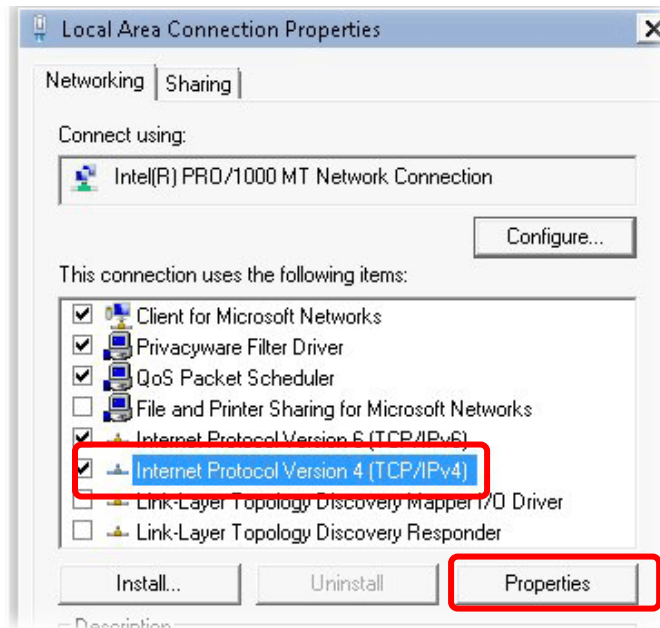 Local Area Connection Properties
Networking
Sharing
Connect using:
Intel(R) PRO/1000 MT Network Connection
Configure...
This connection uses the following items:
Client for Microsoft Networks
Privacyware Filter Driver
QoS Packet Scheduler
File and Printer Sharing for Microsoft Networks
Internet Protocol Version 6 (TCP/IPv6)
Internet Protocol Version 4 (TCP/IPv4)
Link-Layer Topology Discovery Mapper I/O Driver
Link-Layer Topology Discovery Responder
Install...
Uninstall
Properties
Description